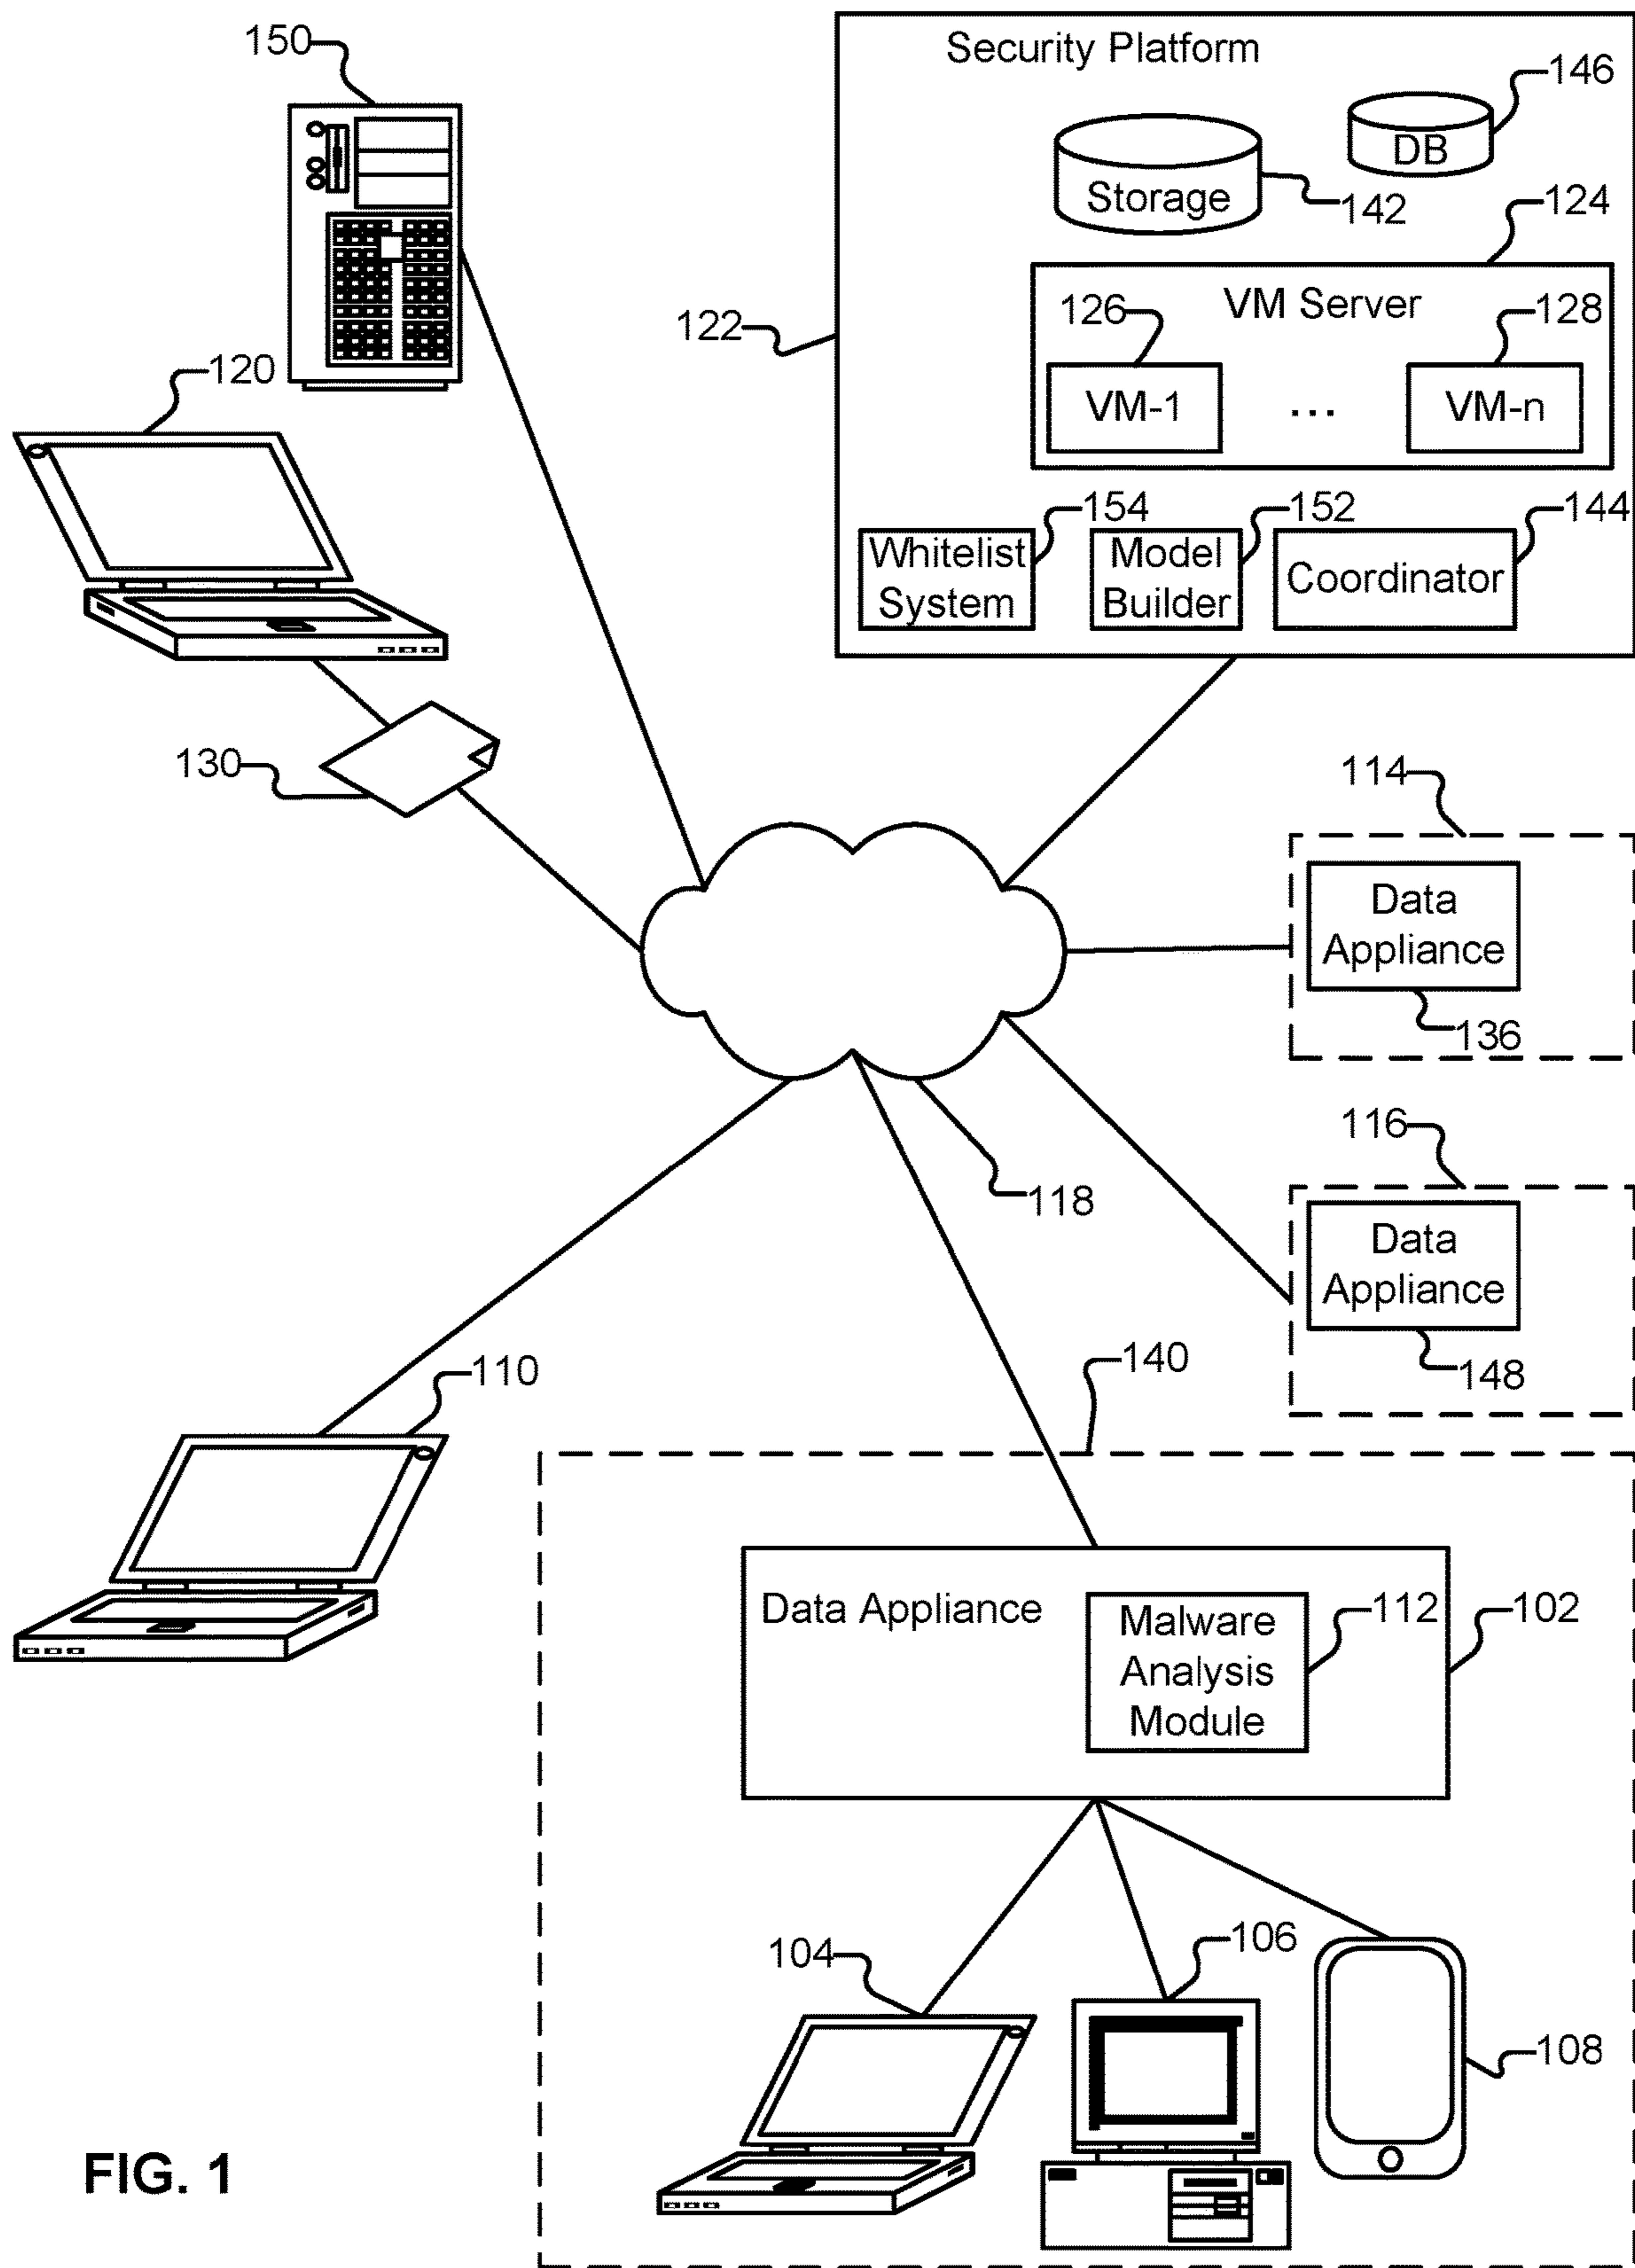 150
Security Platform
146
DB
Storage
142
124
VM Server
122
126
128
VM-1
...
VM-n
120
154
152
144
Whitelist
System
Model
Builder
Coordinator
130
114
Data
Appliance
136
116
118
Data
Appliance
148
140
110
Data Appliance
Malware
Analysis
Module
112
102
104
106
108
FIG. 1